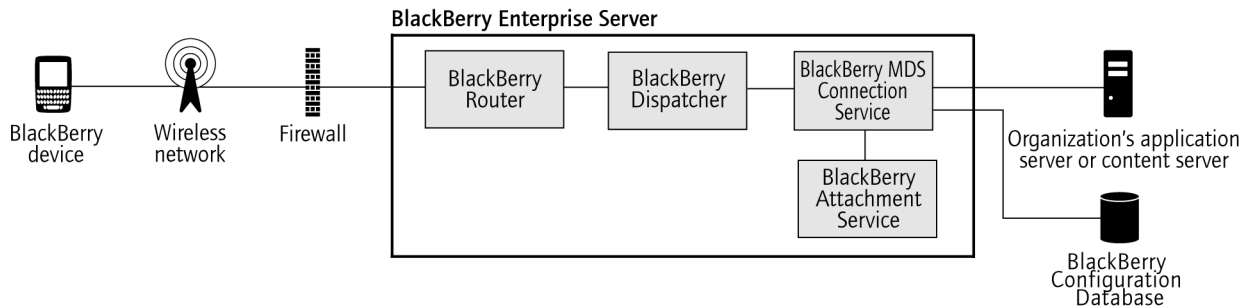 BlackBerry Enterprise Server
BlackBerry
device
Wireless
network
Firewall
BlackBerry
Router
BlackBerry
Dispatcher
BlackBerry MDS
Connection
Service
BlackBerry
Attachment
Service
Organization's application
server or content server
BlackBerry
Configuration
Database